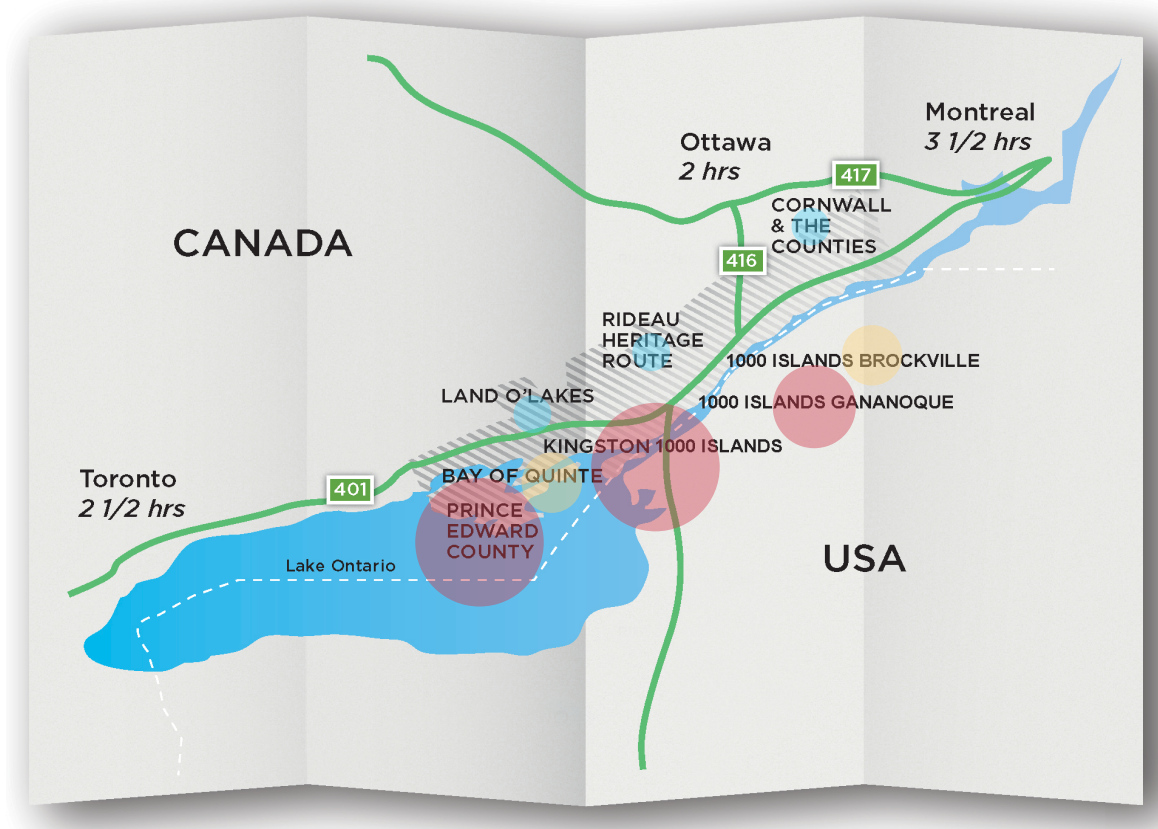 Montreal
3 1/2 hrs
Ottawa
2 hrs
417
CORNWALL
& THE
COUNTIES
CANADA
416
RIDEAU
HERITAGE
ROUTE
1000 ISLANDS BROCKVILLE
LAND O'LAKES
1000 ISLANDS GANANOQUE
KINGSTON 1000 ISLANDS
Toronto
2 1/2 hrs
401
BAY OF QUINTE
PRINCE
EDWARD
COUNTY
Lake Ontario
USA